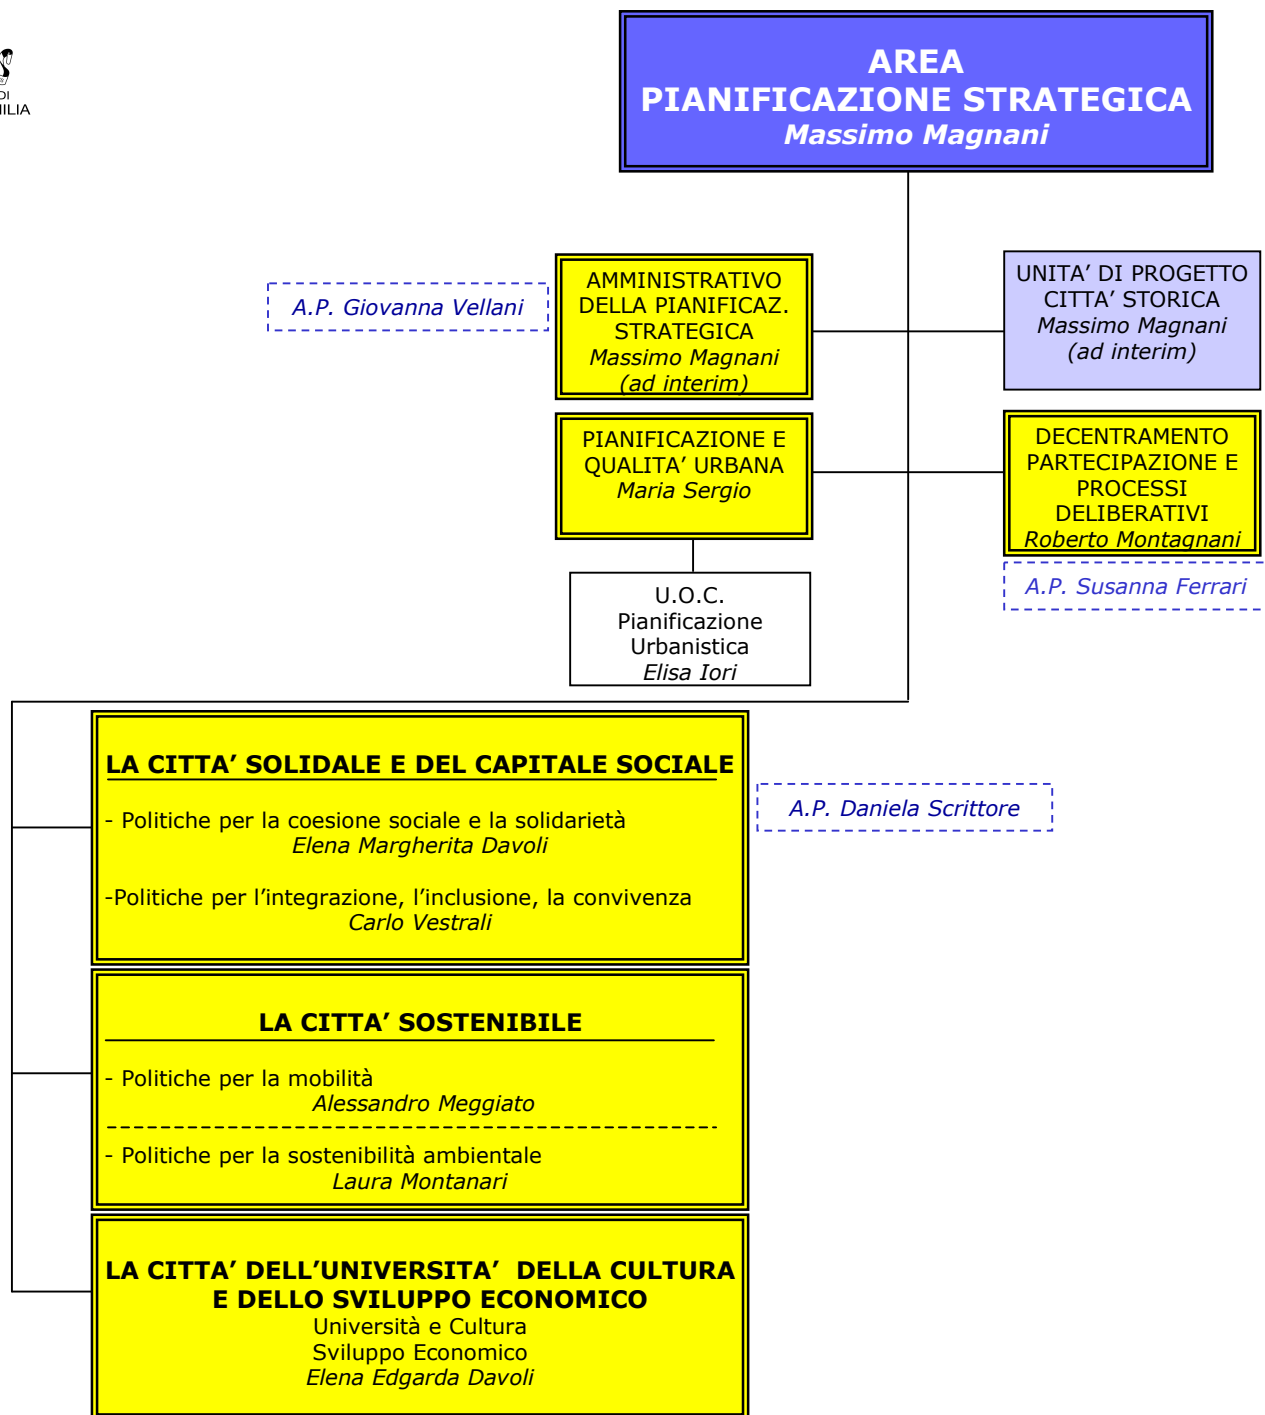 DI
AREA
PIANIFICAZIONE STRATEGICA
Massimo Magnani
A.P. Giovanna Vellani
AMMINISTRATIVO
DELLA PIANIFICAZ.
STRATEGICA
Massimo Magnani
(ad interim)
UNITA’ DI PROGETTO
CITTA’ STORICA
Massimo Magnani
(ad interim)
PIANIFICAZIONE E
QUALITA’ URBANA
Maria Sergio
DECENTRAMENTO
PARTECIPAZIONE E
PROCESSI
DELIBERATIVI
Roberto Montagnani
A.P. Susanna Ferrari
U.O.C.
Pianificazione
Urbanistica
Elisa Iori
LA CITTA’ SOLIDALE E DEL CAPITALE SOCIALE
- Politiche per la coesione sociale e la solidarietà
Elena Margherita Davoli
-Politiche per l’integrazione, l’inclusione, la convivenza
Carlo Vestrali
A.P. Daniela Scrittore
LA CITTA’ SOSTENIBILE
- Politiche per la mobilità
Alessandro Meggiato
- Politiche per la sostenibilità ambientale
Laura Montanari
LA CITTA’ DELL’UNIVERSITA’ DELLA CULTURA
E DELLO SVILUPPO ECONOMICO
Università e Cultura
Sviluppo Economico
Elena Edgarda Davoli